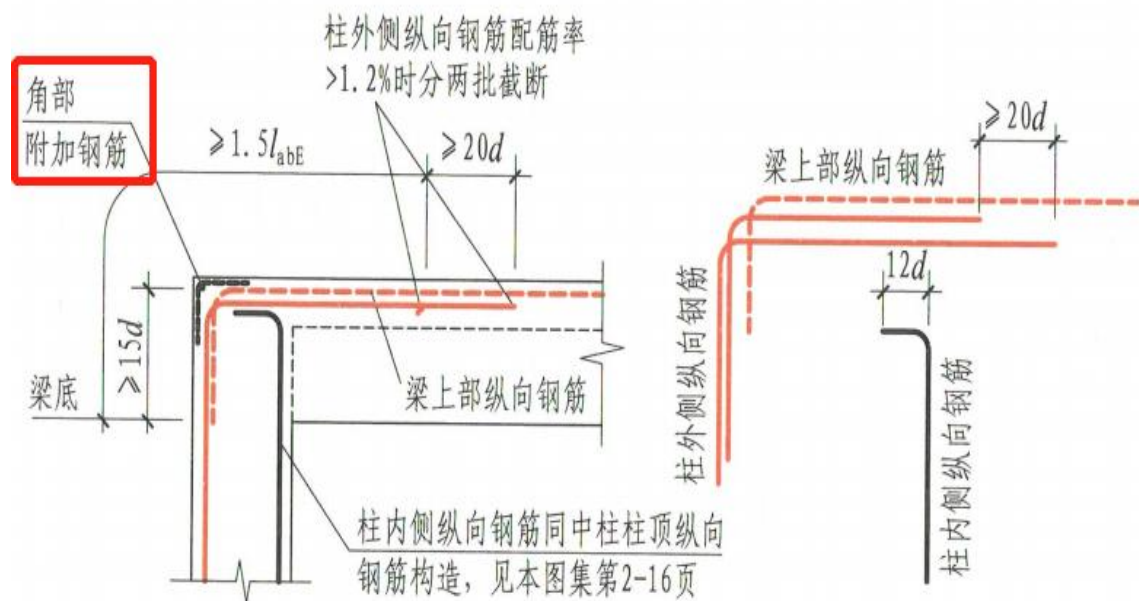 柱外侧纵向钢筋配筋率
>1.2%时分两批截断
角部
附加钢筋
≥1.5labE
≥20d
≥20d
梁上部纵向钢筋
12d
≥15d
梁底
梁上部纵向钢筋
柱外侧纵向钢筋
柱内侧纵向钢筋
柱内侧纵向钢筋同中柱柱顶纵向
钢筋构造，见本图集第2-16页